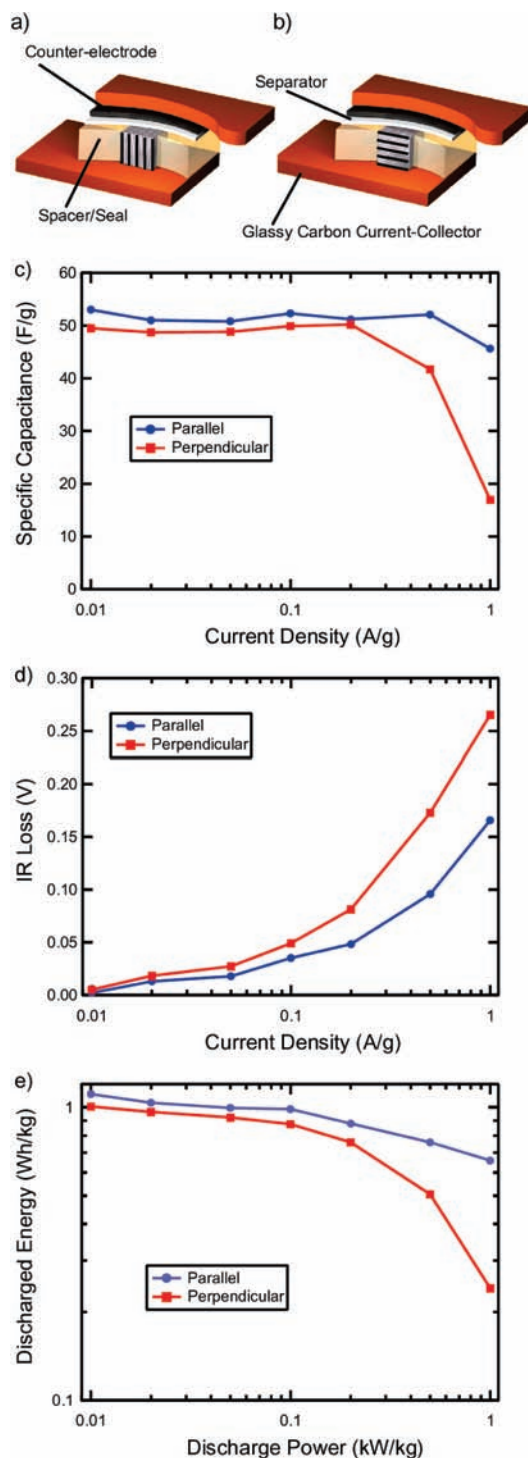 a)
b)
Counter-electrode
Separator
Spacer/Seal
Glassy Carbon Current-Collector
c)
60
50
40
30
20
10
0
Specific Capacitance (F/g)
Parallel
Perpendicular
0.01
0.1
1
Current Density (A/g)
d)
0.30
0.25
0.20
0.15
0.10
0.05
0.00
IR Loss (V)
Parallel
Perpendicular
0.01
0.1
1
Current Density (A/g)
e)
1
0.1
Discharged Energy (Wh/kg)
Parallel
Perpendicular
0.01
0.1
1
Discharge Power (kW/kg)